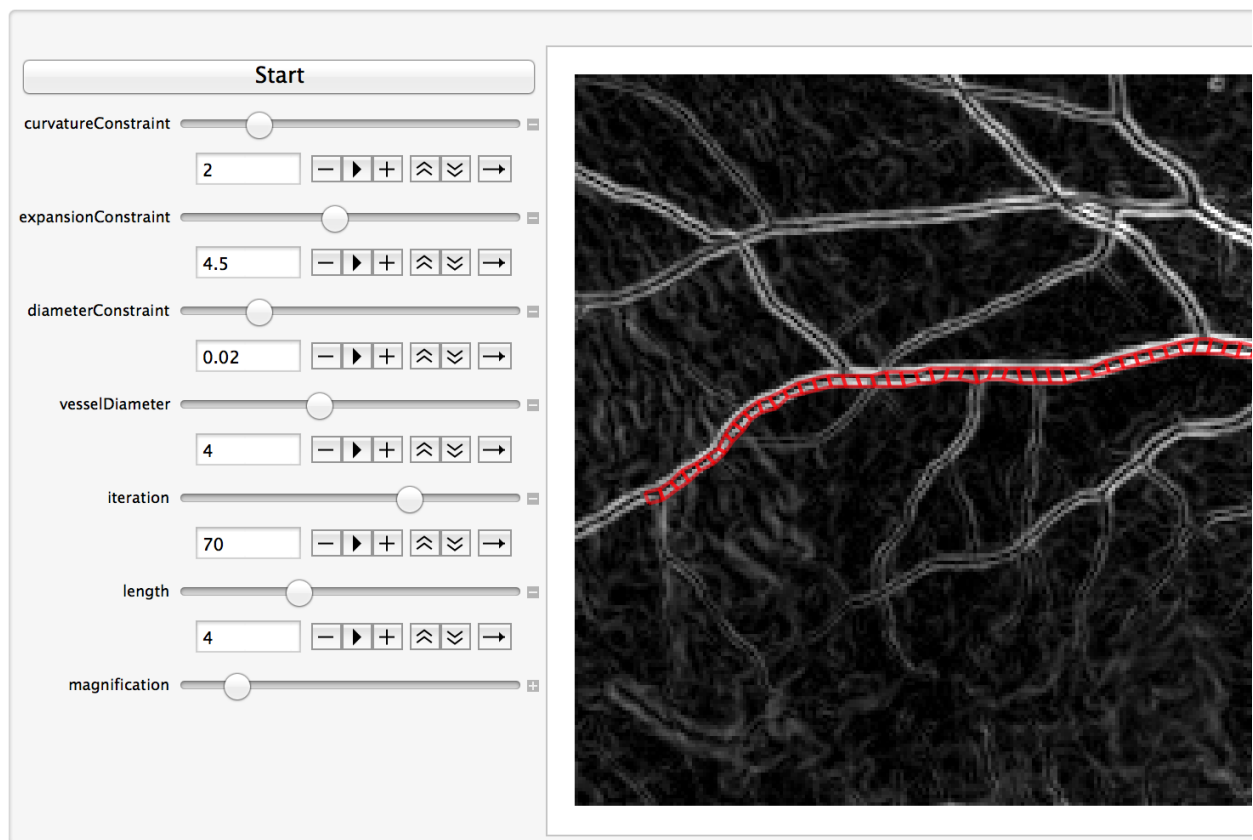 Start
curvatureConstraint
2
expansionConstraint
4.5
diameterConstraint
0.02
vesselDiameter
4
iteration
70
length
4
magnification